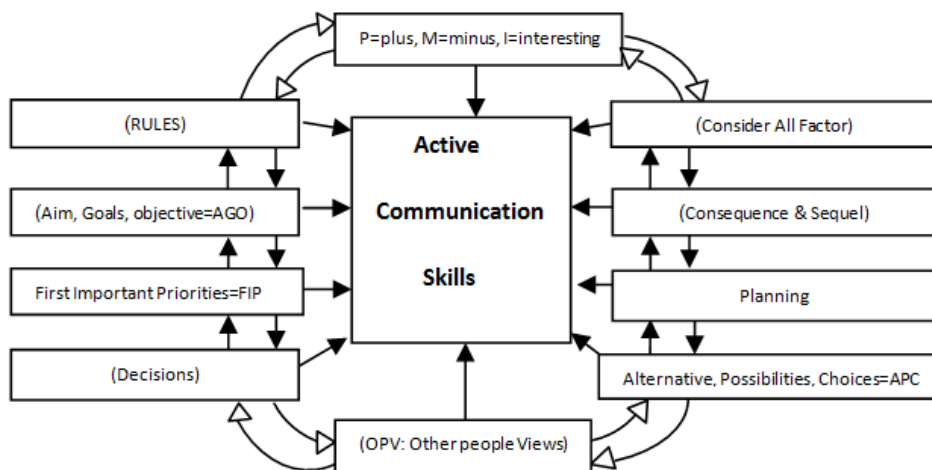 P=plus, M=minus, I=interesting
(RULES)
Active
(Consider All Factor)
(Aim, Goals, objective=AGO)
Communication
(Consequence & Sequel)
First Important Priorities=FIP
Skills
Planning
(Decisions)
Alternative, Possibilities, Choices=APC
(OPV: Other people Views)